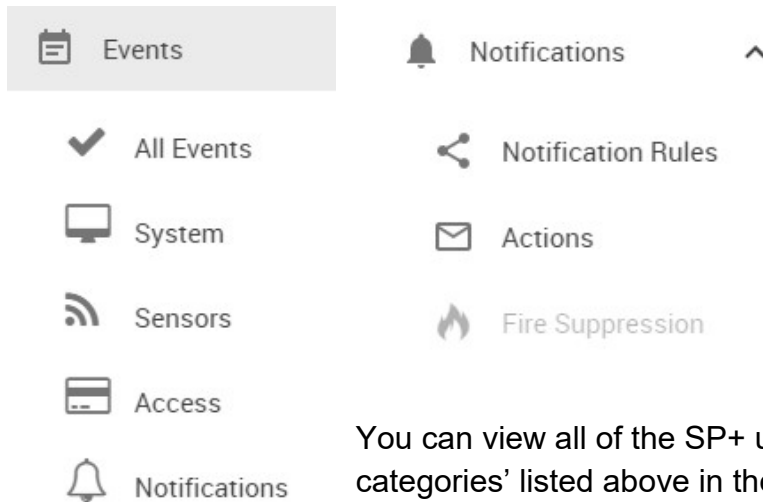 Events
All Events
System
Sensors
Access
Notifications
Notifications
Notification Rules
Actions
Fire Suppression
You can view all of the SP+
categories’ listed above in the